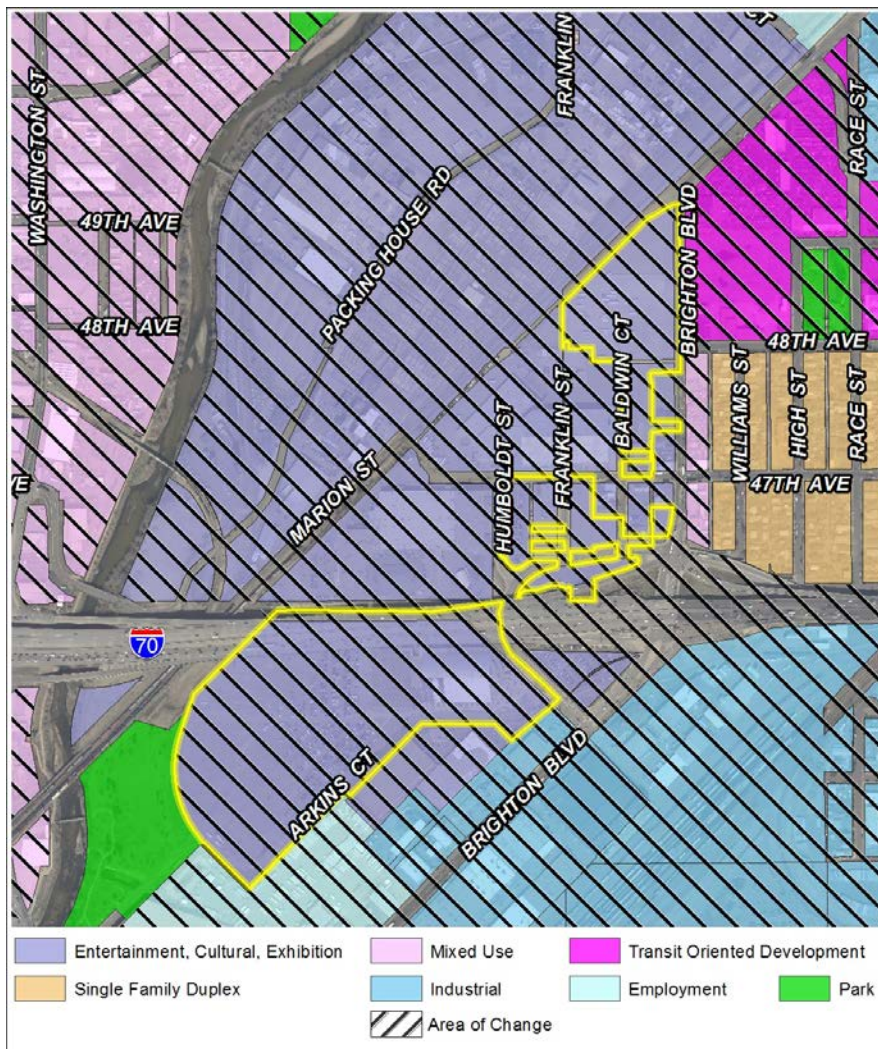 CT
FRANKLIN
RACE ST
WASHINGTON ST
49TH AVE
PACKING HOUSE RD
BRIGHTON BLVD
48TH AVE
BALDWIN CT
48TH AVE
FRANKLIN ST
WILLIAMS ST
HIGH ST
RACE ST
HUMBOLDT ST
MARION ST
47TH AVE
VE
70
ARKINS CT
BRIGHTON BLVD
Entertainment, Cultural, Exhibition
Mixed Use
Transit Oriented Development
Single Family Duplex
Industrial
Employment
Park
Area of Change